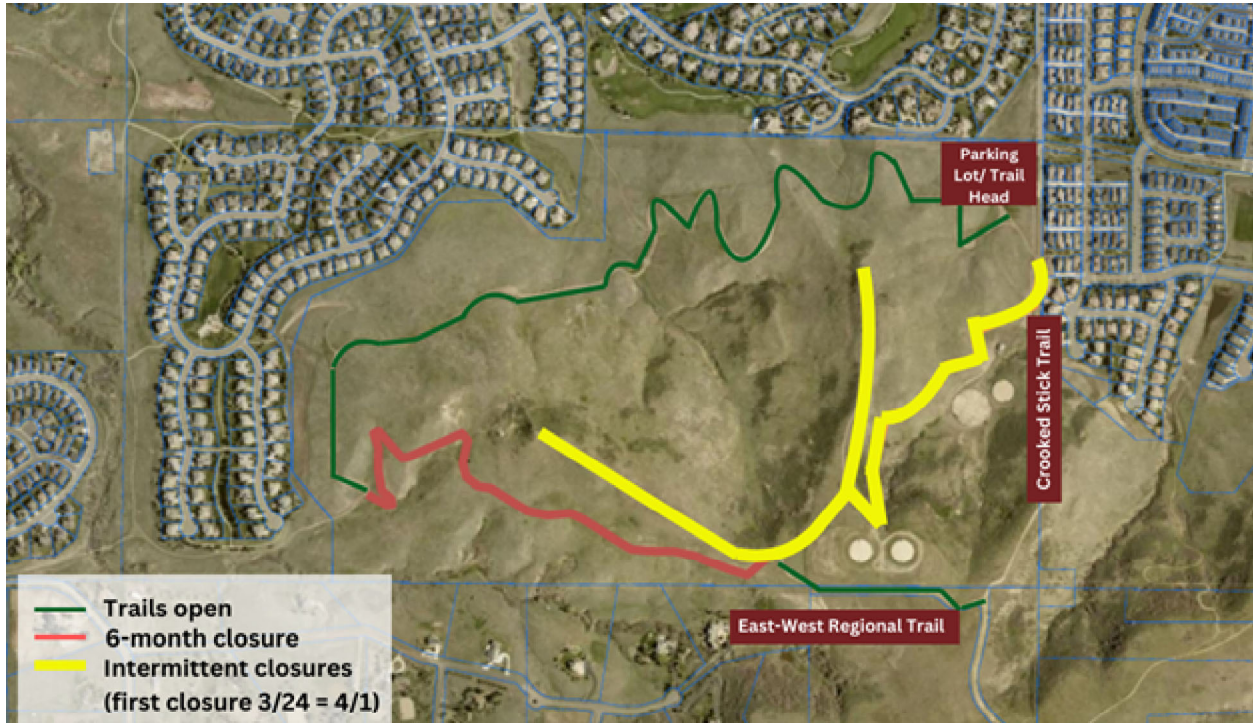 Parking
Lot/ Trail
Head
Crooked Stick Trail
East-West Regional Trail
Trails open
6-month closure
Intermittent closures
(first closure 3/24 = 4/1)